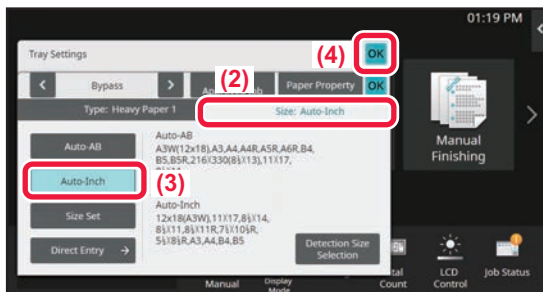 01:19 PM
Tray Settings
(4)
OK
(2)
Bypass
Paper Property
OK
Type: Heavy Paper 1
Size: Auto-Inch
Auto-AB
Auto-AB
A3W(12x18),A3,A4,A4R,A5R,A6R,B4,
B5,B5R,216X330(8½X13),11X17,
Manual
Finishing
Auto-Inch
(3)
Size Set
Auto-Inch
12x18(A3W),11X17,8½X14,
8½X11,8½X11R,7¼X10½R,
5½X8½R,A3,A4,B4,B5
Direct Entry →
Detection Size
Selection
Manual
Display
Mode
Count
LCD
Control
Job Status